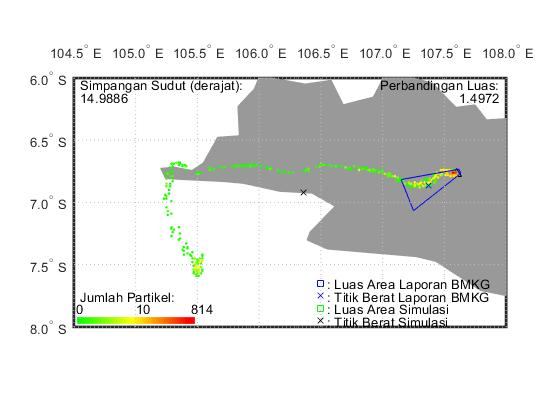 104.5° E 105.0° E 105.5° E 106.0° E 106.5° E 107.0° E 107.5° E 108.0° E
6.0° S
Simpangan Sudut (derajat):
14.9886
Perbandingan Luas:
1.4972
6.5° S
7.0° S
7.5° S
8.0° S
Jumlah Partikel:
0 10 814
: Luas Area Laporan BMKG
: Titik Berat Laporan BMKG
: Luas Area Simulasi
: Titik Berat Simulasi